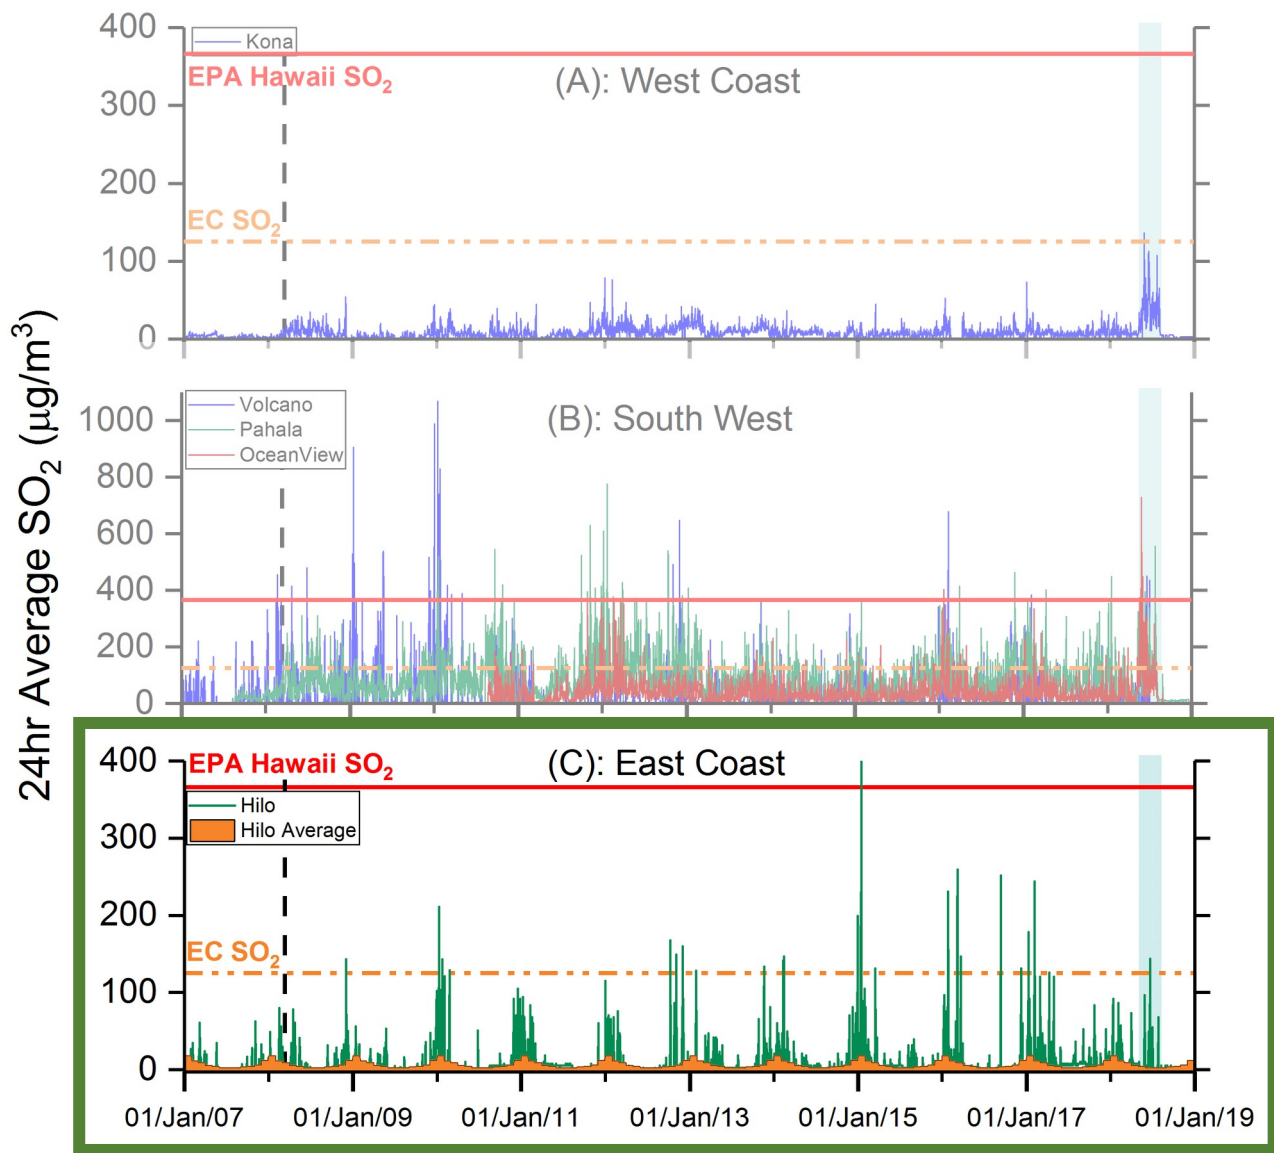 24hr Average SO2 (µg/m3)
400
300
200
100
0
Kona
EPA Hawaii SO2
(A): West Coast
EC SO2
1000
800
600
400
200
0
Volcano
Pahala
OceanView
(B): South West
400
300
200
100
0
EPA Hawaii SO2
(C): East Coast
Hilo
Hilo Average
EC SO2
01/Jan/07 01/Jan/09 01/Jan/11 01/Jan/13 01/Jan/15 01/Jan/17 01/Jan/19